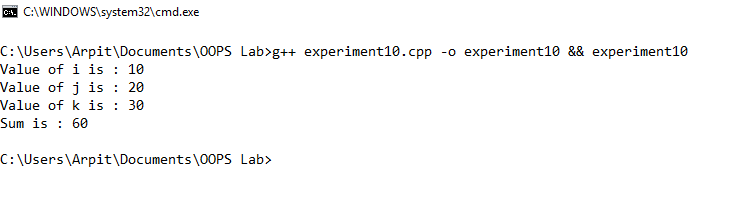 C:\WINDOWS\system32\cmd.exe
C:\Users\Arpit\Documents\OOPS Lab>g++ experiment10.cpp -o experiment10 && experiment10
Value of i is : 10
Value of j is : 20
Value of k is : 30
Sum is : 60
C:\Users\Arpit\Documents\OOPS Lab>